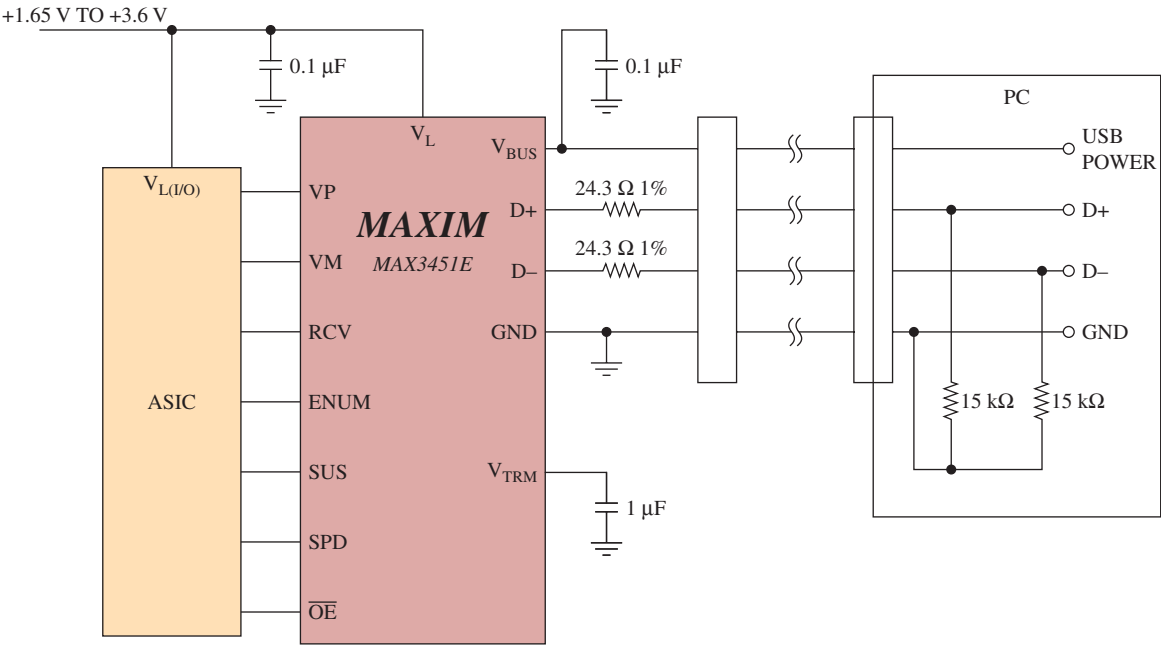 +1.65 V TO +3.6 V
0.1 μF
0.1 μF
PC
V_L
V_BUS
USB
POWER
V_L(I/O)
VP
24.3 Ω 1%
D+
D+
MAXIM
MAX3451E
VM
24.3 Ω 1%
D–
D–
RCV
GND
GND
ASIC
ENUM
15 kΩ
15 kΩ
SUS
V_TRM
1 μF
SPD
O̅E̅